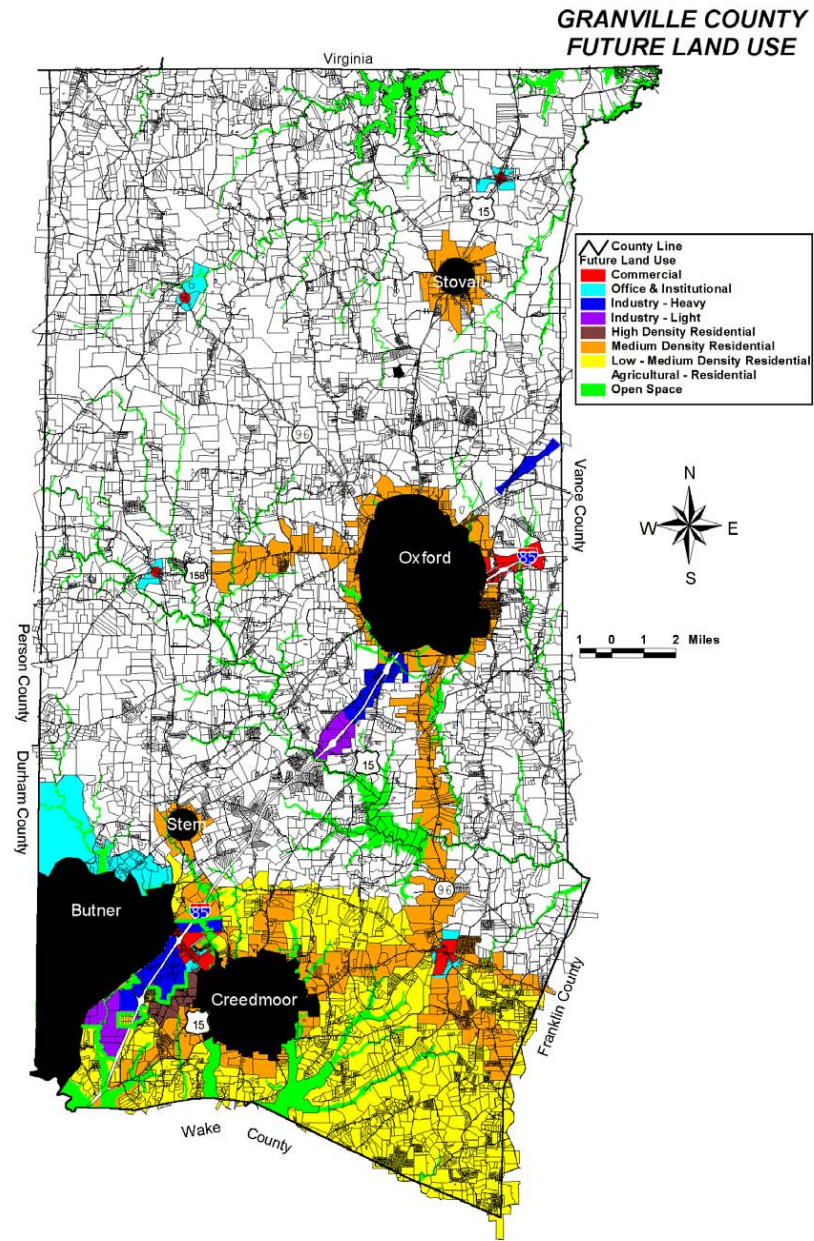 GRANVILLE COUNTY
FUTURE LAND USE
Virginia
15
Stovall
County Line
Future Land Use
Commercial
Office & Institutional
Industry - Heavy
Industry - Light
High Density Residential
Medium Density Residential
Low - Medium Density Residential
Agricultural - Residential
Open Space
96
Vance County
N
W
E
S
Oxford
85
158
1 0 1 2 Miles
Person County
Durham County
15
Stem
96
Butner
85
Creedmoor
15
Franklin County
Wake County